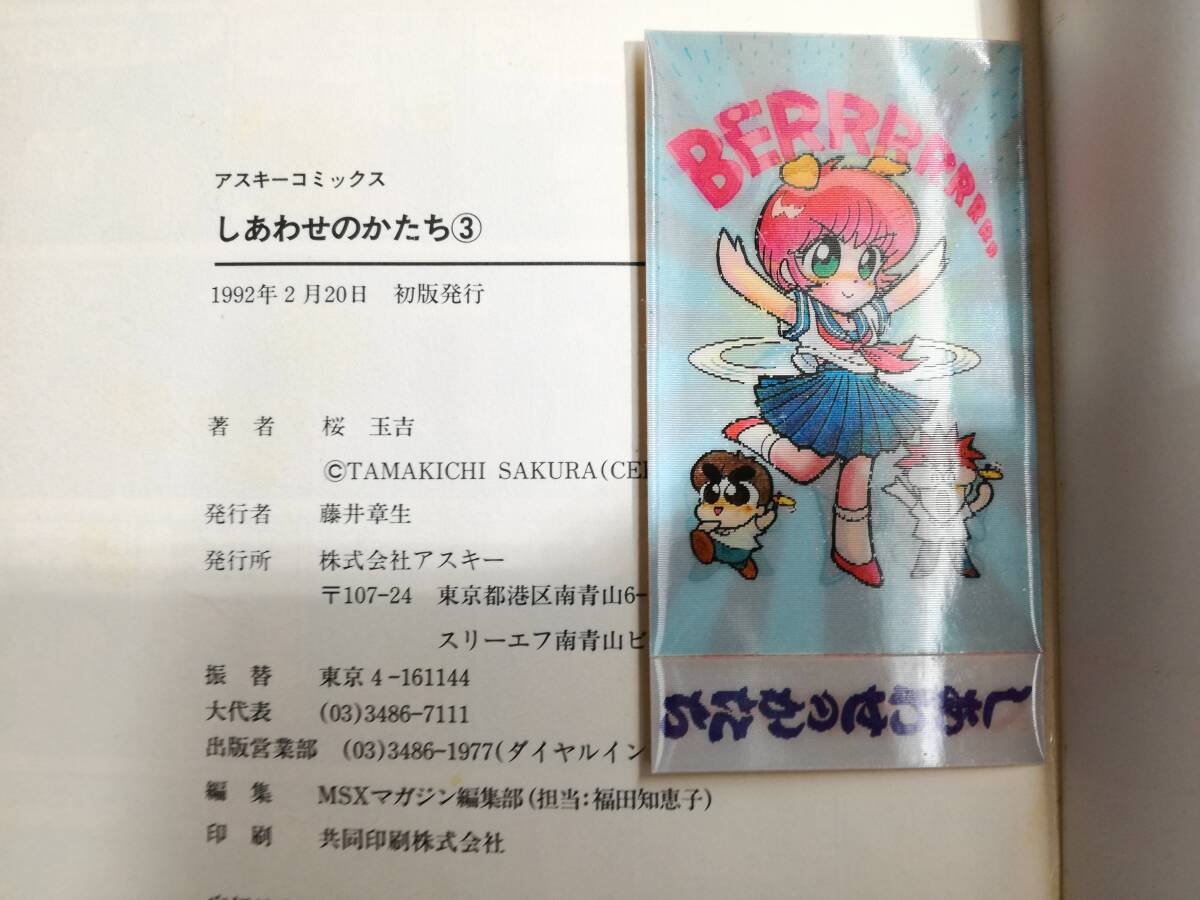 アスキーコミックス
しあわせのかたち③
1992年2月20日 初版発行
著者 桜 玉吉
©TAMAKICHI SAKURA(CE
発行者 藤井章生
発行所 株式会社アスキー
〒107-24 東京都港区南青山6-
スリーエフ南青山ビ
振替 東京4-161144
大代表 (03)3486-7111
出版営業部 (03)3486-1977(ダイヤルイン
編集 MSXマガジン編集部(担当:福田知恵子)
印刷 共同印刷株式会社
BERRRRRRRR
しあわせのかたち